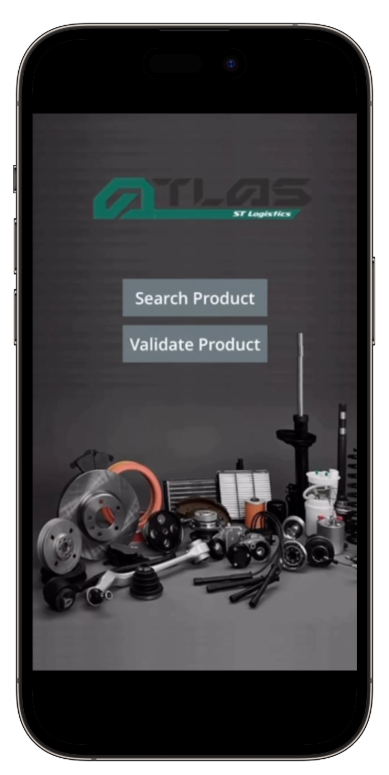 ATLAS
ST Logistics
Search Product
Validate Product